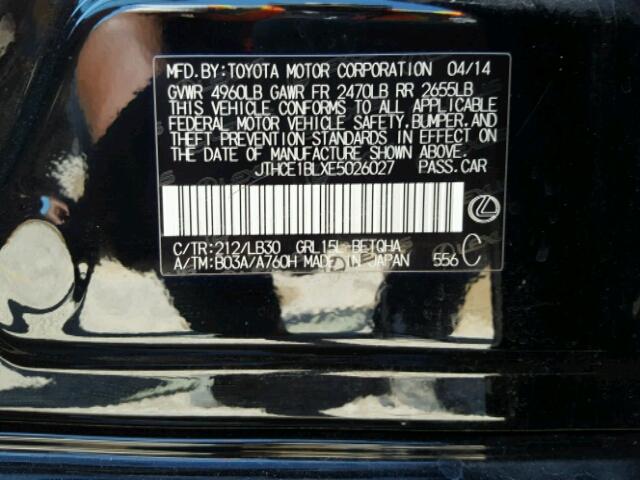 MFD.BY:TOYOTA MOTOR CORPORATION 04/14
GVWR 4960LB GAWR FR 2470LB RR 2655LB
THIS VEHICLE CONFORMS TO ALL APPLICABLE
FEDERAL MOTOR VEHICLE SAFETY,BUMPER,AND
THEFT PREVENTION STANDARDS IN EFFECT ON
THE DATE OF MANUFACTURE SHOWN ABOVE.
JTHCE1BLXE5026027 PASS.CAR
C/TR:212/LB30 GRL15L-BETQHA
A/TM:B03A/A760H MADE IN JAPAN 556 C